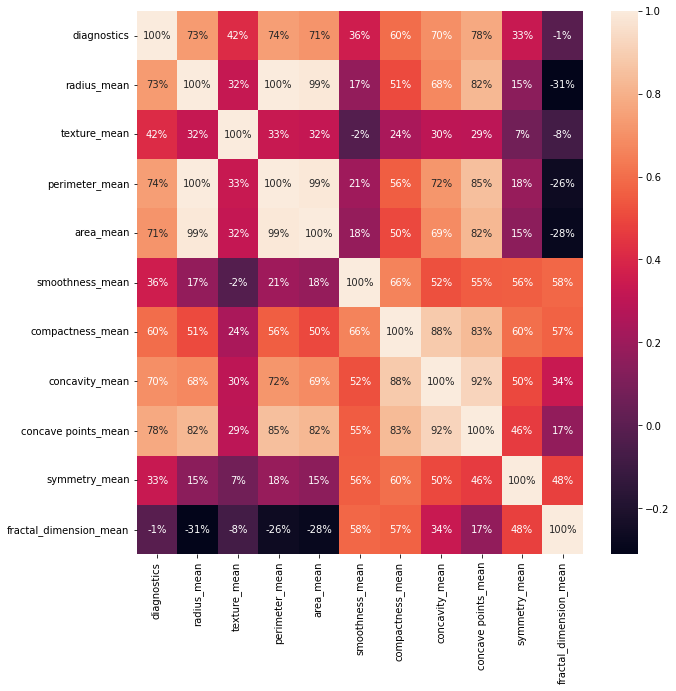 diagnostics 100% 73% 42% 74% 71% 36% 60% 70% 78% 33% -1%
radius_mean 73% 100% 32% 100% 99% 17% 51% 68% 82% 15% -31%
texture_mean 42% 32% 100% 33% 32% -2% 24% 30% 29% 7% -8%
perimeter_mean 74% 100% 33% 100% 99% 21% 56% 72% 85% 18% -26%
area_mean 71% 99% 32% 99% 100% 18% 50% 69% 82% 15% -28%
smoothness_mean 36% 17% -2% 21% 18% 100% 66% 52% 55% 56% 58%
compactness_mean 60% 51% 24% 56% 50% 66% 100% 88% 83% 60% 57%
concavity_mean 70% 68% 30% 72% 69% 52% 88% 100% 92% 50% 34%
concave points_mean 78% 82% 29% 85% 82% 55% 83% 92% 100% 46% 17%
symmetry_mean 33% 15% 7% 18% 15% 56% 60% 50% 46% 100% 48%
fractal_dimension_mean -1% -31% -8% -26% -28% 58% 57% 34% 17% 48% 100%
diagnostics
radius_mean
texture_mean
perimeter_mean
area_mean
smoothness_mean
compactness_mean
concavity_mean
concave points_mean
symmetry_mean
fractal_dimension_mean
1.0
0.8
0.6
0.4
0.2
0.0
−0.2